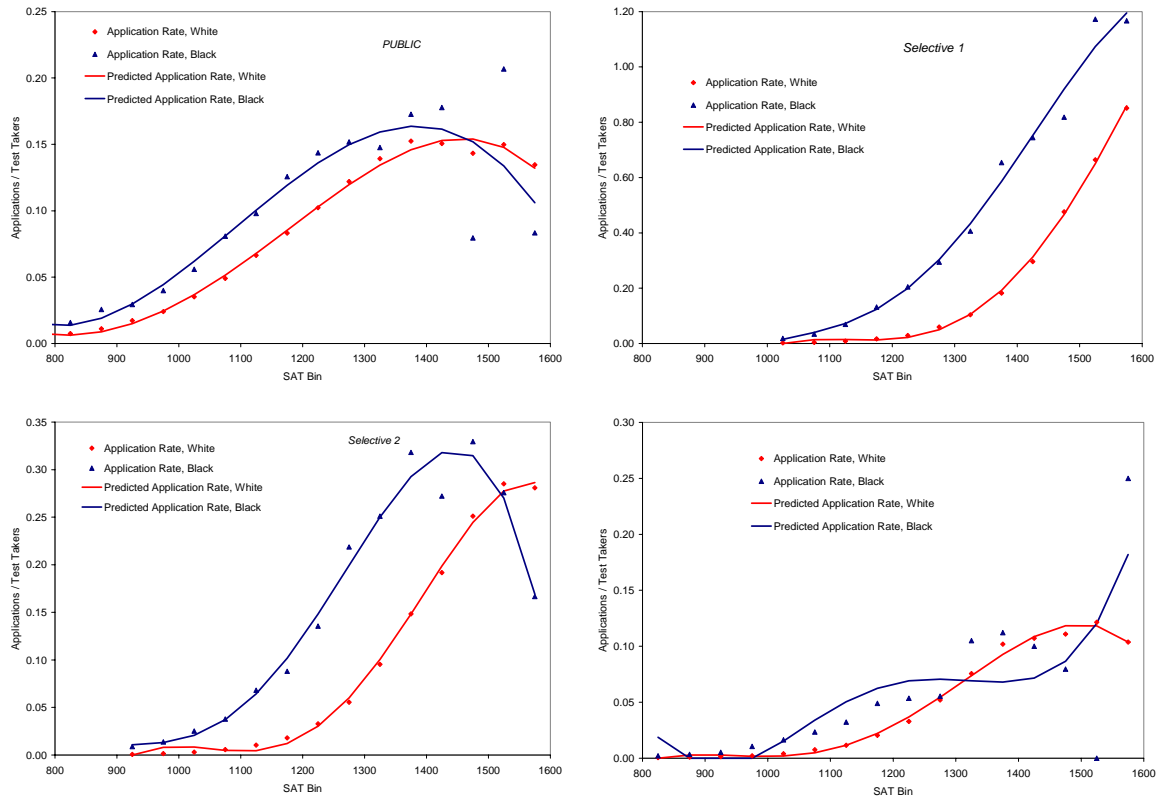 PUBLIC
Application Rate, White
Application Rate, Black
Predicted Application Rate, White
Predicted Application Rate, Black
Applications / Test Takers
0.25
0.20
0.15
0.10
0.05
0.00
800 900 1000 1100 1200 1300 1400 1500 1600
SAT Bin
Selective 1
Application Rate, White
Application Rate, Black
Predicted Application Rate, White
Predicted Application Rate, Black
Applications / Test Takers
1.20
1.00
0.80
0.60
0.40
0.20
0.00
800 900 1000 1100 1200 1300 1400 1500 1600
SAT Bin
Selective 2
Application Rate, White
Application Rate, Black
Predicted Application Rate, White
Predicted Application Rate, Black
Applications / Test Takers
0.35
0.30
0.25
0.20
0.15
0.10
0.05
0.00
800 900 1000 1100 1200 1300 1400 1500 1600
SAT Bin
Application Rate, White
Application Rate, Black
Predicted Application Rate, White
Predicted Application Rate, Black
Applications / Test Takers
0.30
0.25
0.20
0.15
0.10
0.05
0.00
800 900 1000 1100 1200 1300 1400 1500 1600
SAT Bin